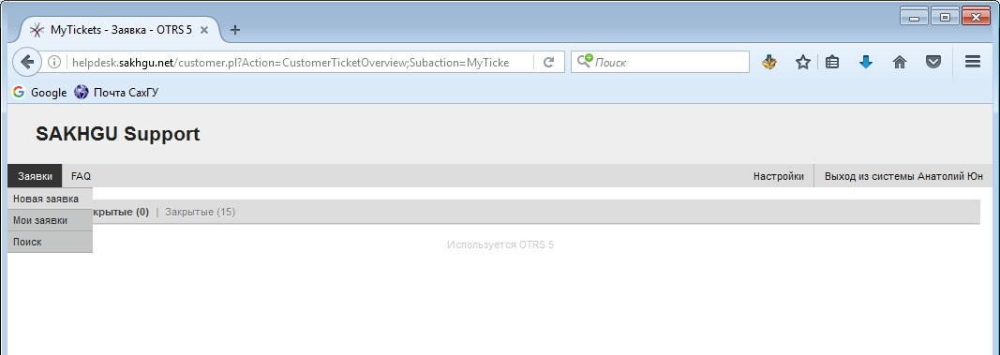 MyTickets - Заявка - OTRS 5
helpdesk.sakhgu.net/customer.pl?Action=CustomerTicketOverview;Subaction=MyTicke
Поиск
Google Почта СахГУ
SAKHGU Support
Заявки FAQ Настройки Выход из системы Анатолий Юн
Новая заявка
крытые (0) | Закрытые (15)
Мои заявки
Поиск
Используется OTRS 5